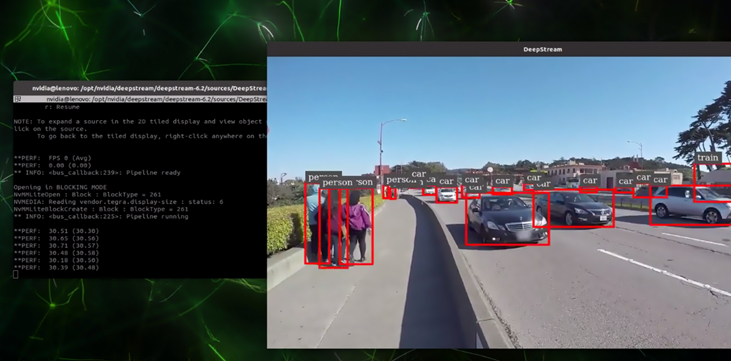 nvidia@lenovo: /opt/nvidia/deepstream/deepstream-6.2/sources/DeepStrea
nvidia@lenovo: /opt/nvidia/deepstream/deepstream-6.2/sources/DeepStrea
r: Resume
NOTE: To expand a source in the 2D tiled display and view object
lick on the source.
To go back to the tiled display, right-click anywhere on th
**PERF: FPS 0 (Avg)
**PERF: 0.00 (0.00)
** INFO: <bus_callback:239>: Pipeline ready
Opening in BLOCKING MODE
NvMMLiteOpen : Block : BlockType = 261
NVMEDIA: Reading vendor.tegra.display-size : status: 6
NvMMLiteBlockCreate : Block : BlockType = 261
** INFO: <bus_callback:225>: Pipeline running
**PERF: 30.51 (30.30)
**PERF: 30.65 (30.56)
**PERF: 30.71 (30.57)
**PERF: 30.48 (30.50)
**PERF: 30.18 (30.50)
**PERF: 30.39 (30.48)
DeepStream
train
car
car
car
car
car
car
car
car
car
car
person
person
son
person